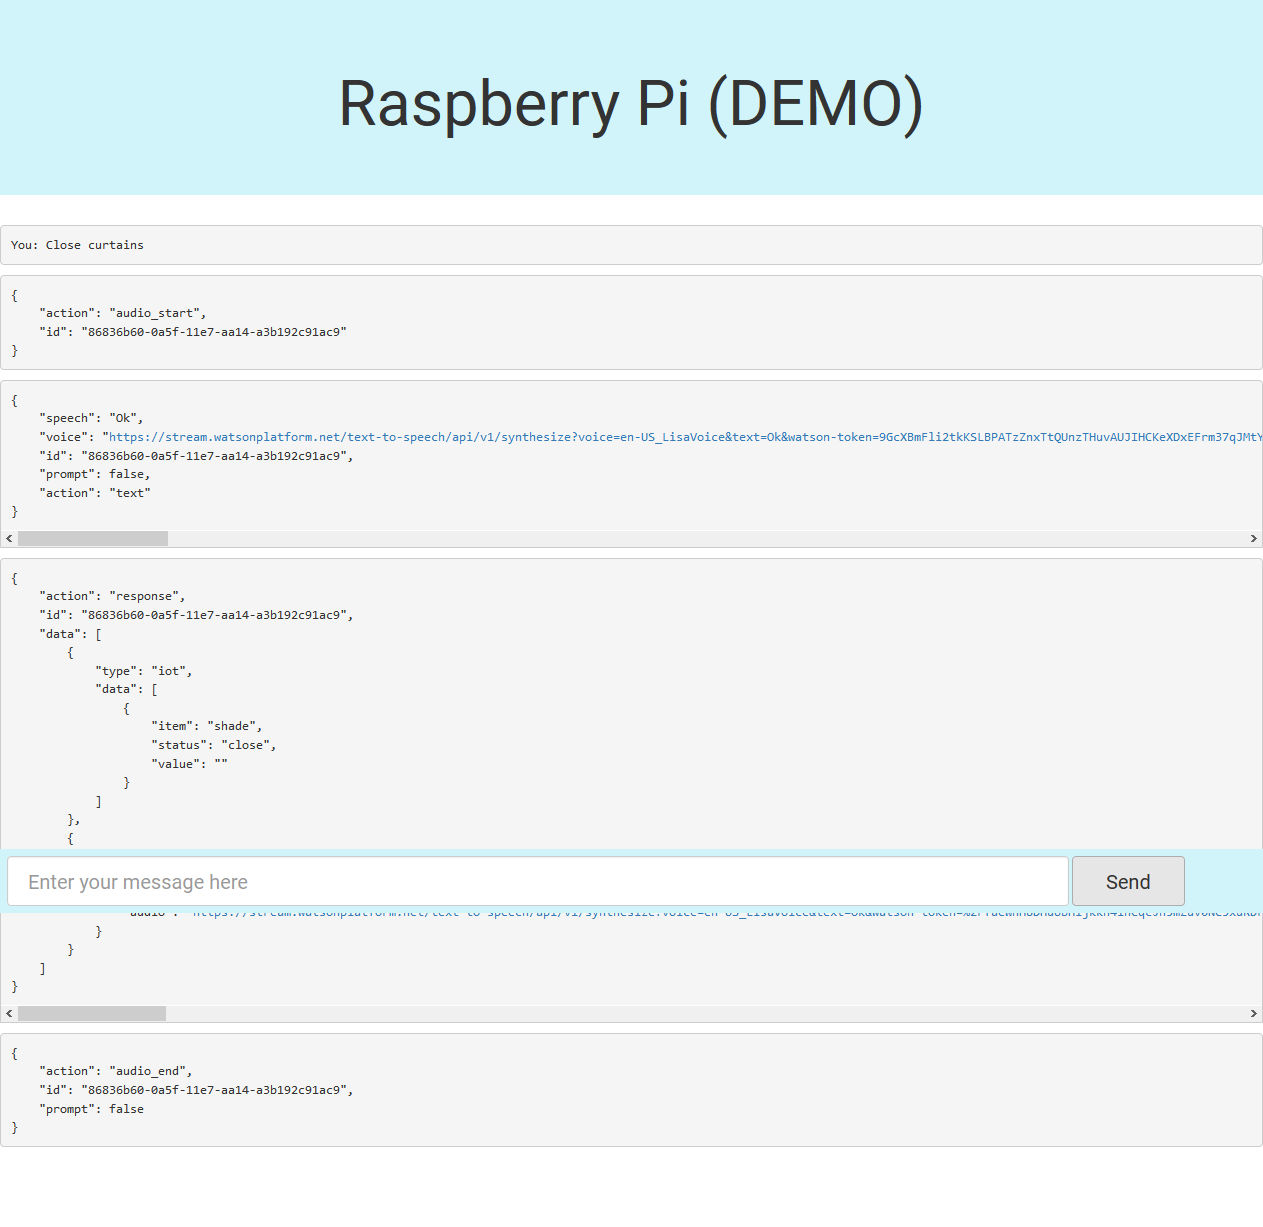 Raspberry Pi (DEMO)
You: Close curtains
{
    "action": "audio_start",
    "id": "86836b60-0a5f-11e7-aa14-a3b192c91ac9"
}
{
    "speech": "Ok",
    "voice": "https://stream.watsonplatform.net/text-to-speech/api/v1/synthesize?voice=en-US_LisaVoice&text=Ok&watson-token=9GcXBmFli2tkKSLBPATzZnxTtQUnzTHuvAUJIHCKeXDxEFrm37qJMtY
    "id": "86836b60-0a5f-11e7-aa14-a3b192c91ac9",
    "prompt": false,
    "action": "text"
}
{
    "action": "response",
    "id": "86836b60-0a5f-11e7-aa14-a3b192c91ac9",
    "data": [
        {
            "type": "iot",
            "data": [
                {
                    "item": "shade",
                    "status": "close",
                    "value": ""
                }
            ]
        },
        {
Enter your message here
Send
            }
        }
    ]
}
{
    "action": "audio_end",
    "id": "86836b60-0a5f-11e7-aa14-a3b192c91ac9",
    "prompt": false
}